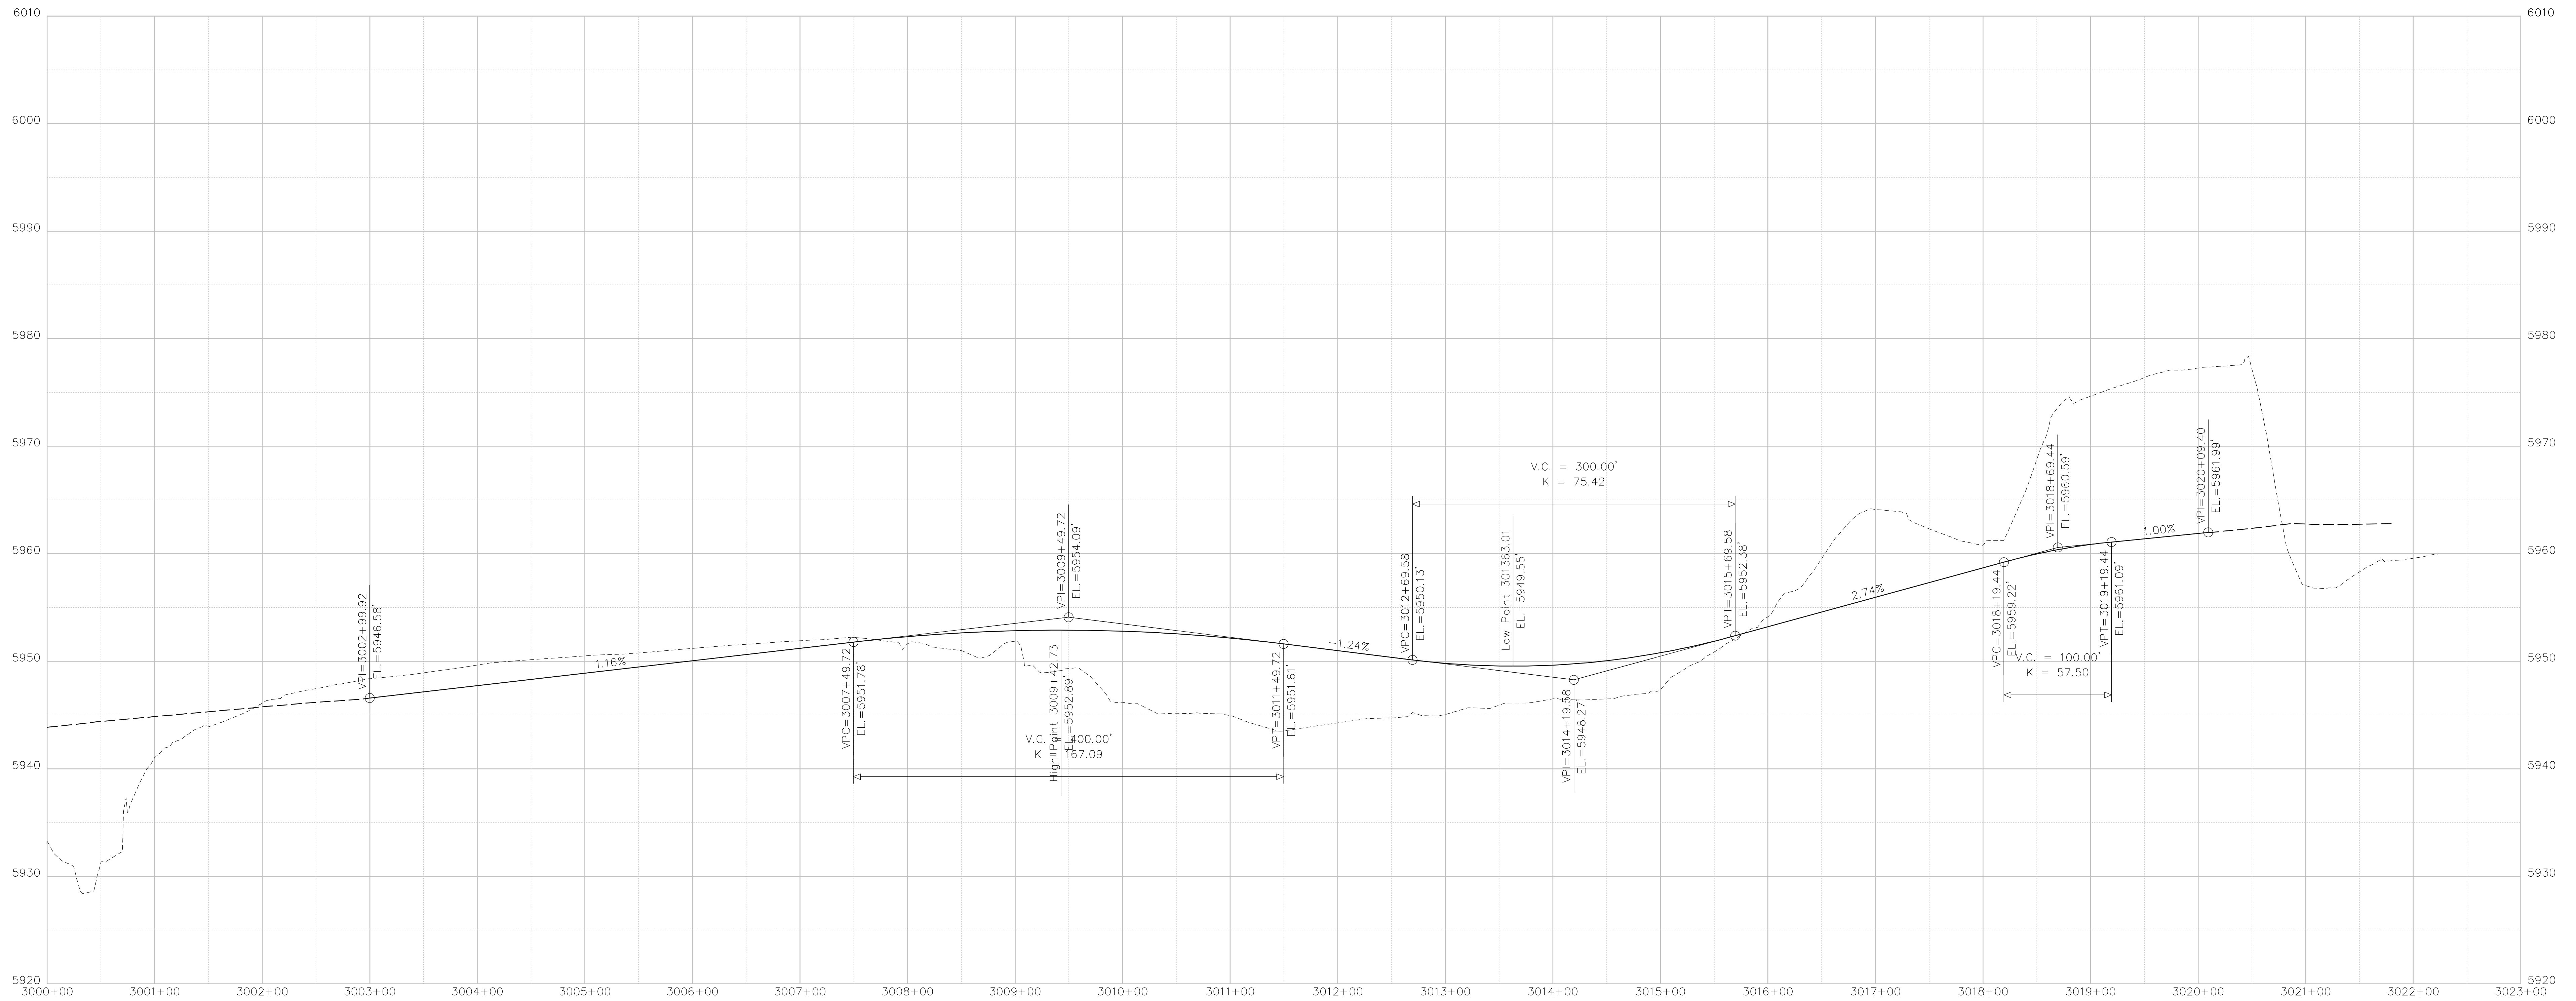 6010
6010
6000
6000
5990
5990
5980
5980
5970
5970
5960
5960
5950
5950
5940
5940
5930
5930
5920
5920
VPI=3002+99.92
EL.=5946.58'
1.16%
VPC=3007+49.72
EL.=5951.78'
VPI=3009+49.72
EL.=5954.09'
High Point 3009+42.73
EL.=5952.89'
V.C. = 400.00'
K = 167.09
VPT=3011+49.72
EL.=5951.61'
-1.24%
VPC=3012+69.58
EL.=5950.13'
V.C. = 300.00'
K = 75.42
Low Point 301363.01
EL.=5949.55'
VPI=3014+19.58
EL.=5948.27'
VPT=3015+69.58
EL.=5952.38'
2.74%
VPC=3018+19.44
EL.=5959.22'
V.C. = 100.00'
K = 57.50
VPI=3018+69.44
EL.=5960.59'
VPT=3019+19.44
EL.=5961.09'
1.00%
VPI=3020+09.40
EL.=5961.99'
3000+00 3001+00 3002+00 3003+00 3004+00 3005+00 3006+00 3007+00 3008+00 3009+00 3010+00 3011+00 3012+00 3013+00 3014+00 3015+00 3016+00 3017+00 3018+00 3019+00 3020+00 3021+00 3022+00 3023+00